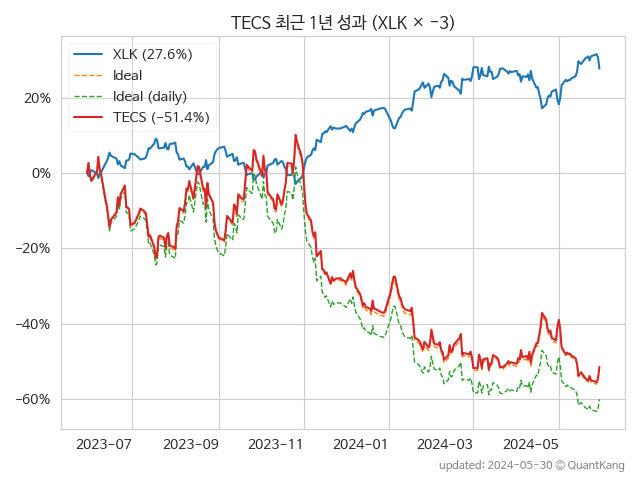 TECS 최근 1년 성과 (XLK × −3)
XLK (27.6%)
Ideal
Ideal (daily)
TECS (−51.4%)
20%
0%
−20%
−40%
−60%
2023-07 2023-09 2023-11 2024-01 2024-03 2024-05
updated: 2024-05-30 © QuantKang